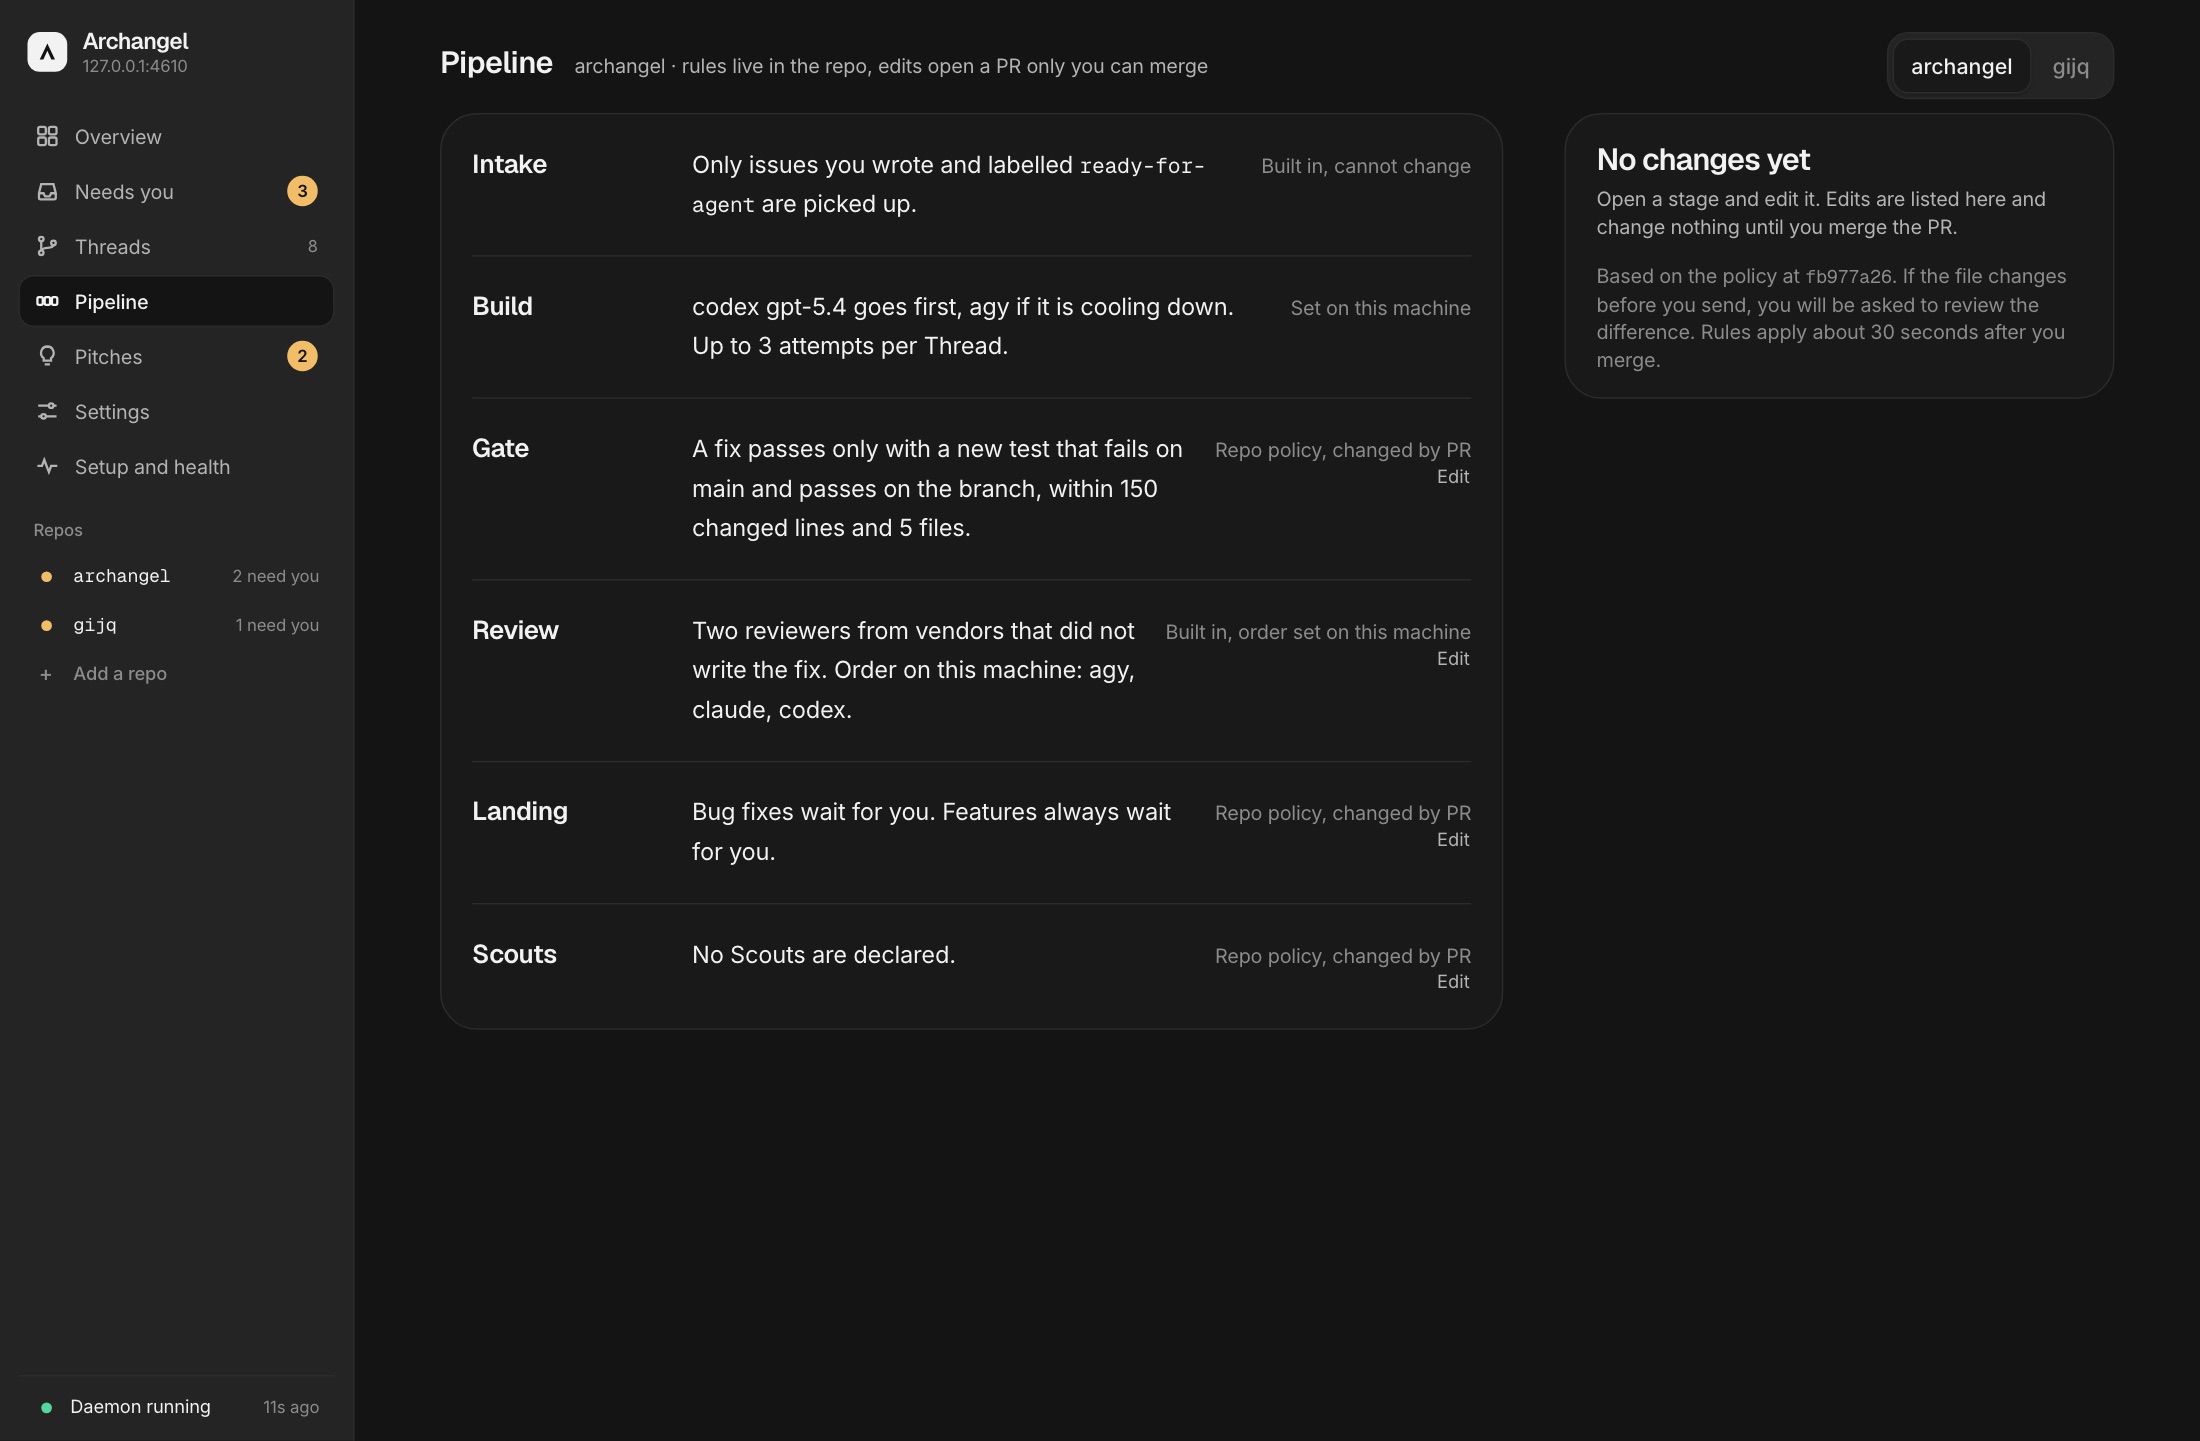 Archangel
127.0.0.1:4610
Overview
Needs you 3
Threads 8
Pipeline
Pitches 2
Settings
Setup and health
Repos
archangel 2 need you
gijq 1 need you
+ Add a repo
Daemon running 11s ago
Pipeline archangel · rules live in the repo, edits open a PR only you can merge
archangel gijq
Intake
Only issues you wrote and labelled ready-for-
agent are picked up.
Built in, cannot change
Build
codex gpt-5.4 goes first, agy if it is cooling down.
Up to 3 attempts per Thread.
Set on this machine
Gate
A fix passes only with a new test that fails on
main and passes on the branch, within 150
changed lines and 5 files.
Repo policy, changed by PR
Edit
Review
Two reviewers from vendors that did not
write the fix. Order on this machine: agy,
claude, codex.
Built in, order set on this machine
Edit
Landing
Bug fixes wait for you. Features always wait
for you.
Repo policy, changed by PR
Edit
Scouts
No Scouts are declared.
Repo policy, changed by PR
Edit
No changes yet
Open a stage and edit it. Edits are listed here and
change nothing until you merge the PR.
Based on the policy at fb977a26. If the file changes
before you send, you will be asked to review the
difference. Rules apply about 30 seconds after you
merge.